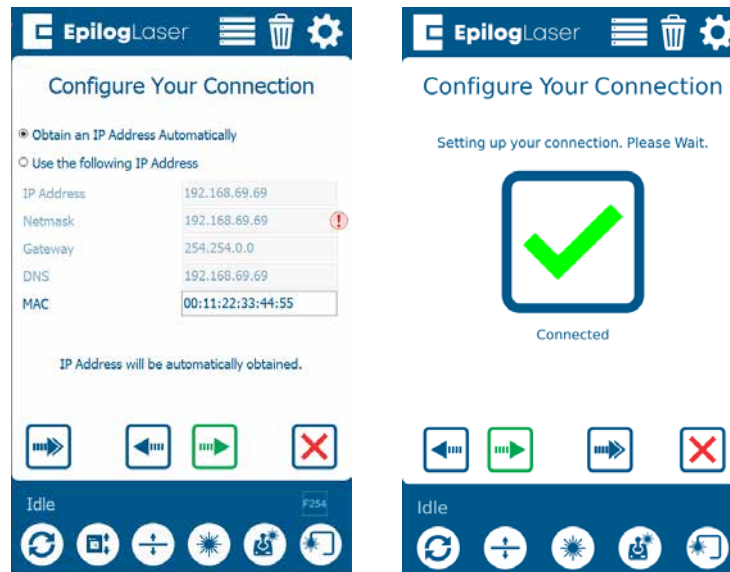 EpilogLaser
Configure Your Connection
Obtain an IP Address Automatically
Use the following IP Address
IP Address 192.168.69.69
Netmask 192.168.69.69
Gateway 254.254.0.0
DNS 192.168.69.69
MAC 00:11:22:33:44:55
IP Address will be automatically obtained.
Idle F254
EpilogLaser
Configure Your Connection
Setting up your connection. Please Wait.
Connected
Idle